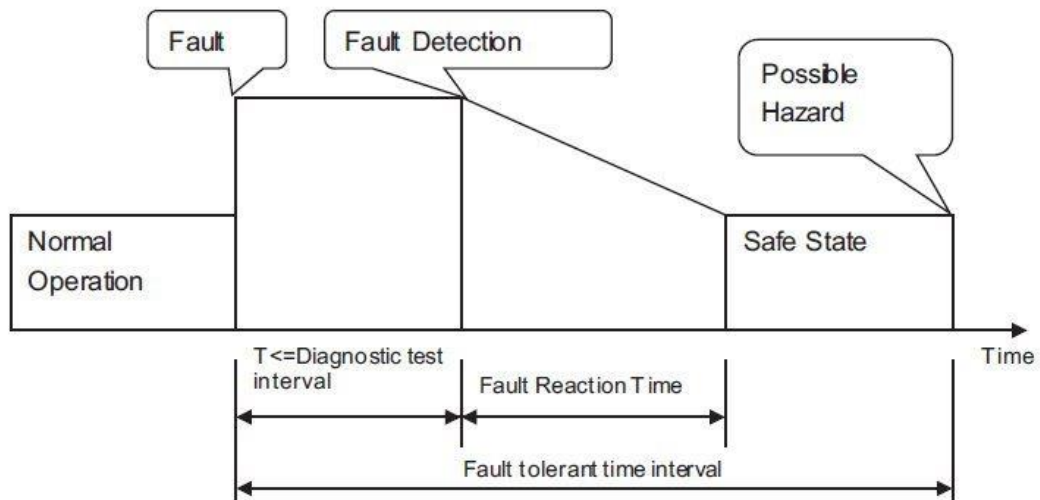 Fault
Fault Detection
Possible
Hazard
Normal
Operation
Safe State
T<=Diagnostic test
interval
Time
Fault Reaction Time
Fault tolerant time interval